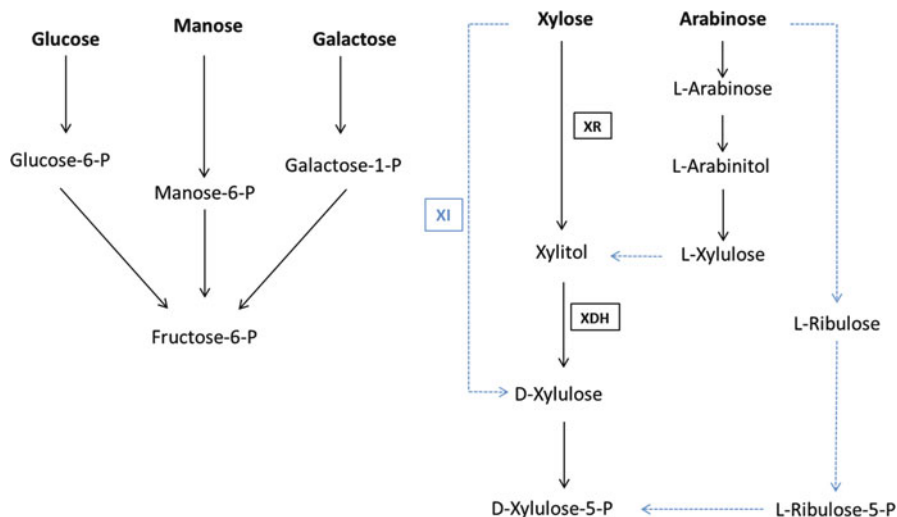 Glucose
Manose
Galactose
Glucose-6-P
Manose-6-P
Galactose-1-P
Fructose-6-P
Xylose
Arabinose
L-Arabinose
XR
L-Arabinitol
XI
Xylitol
L-Xylulose
XDH
L-Ribulose
D-Xylulose
D-Xylulose-5-P
L-Ribulose-5-P